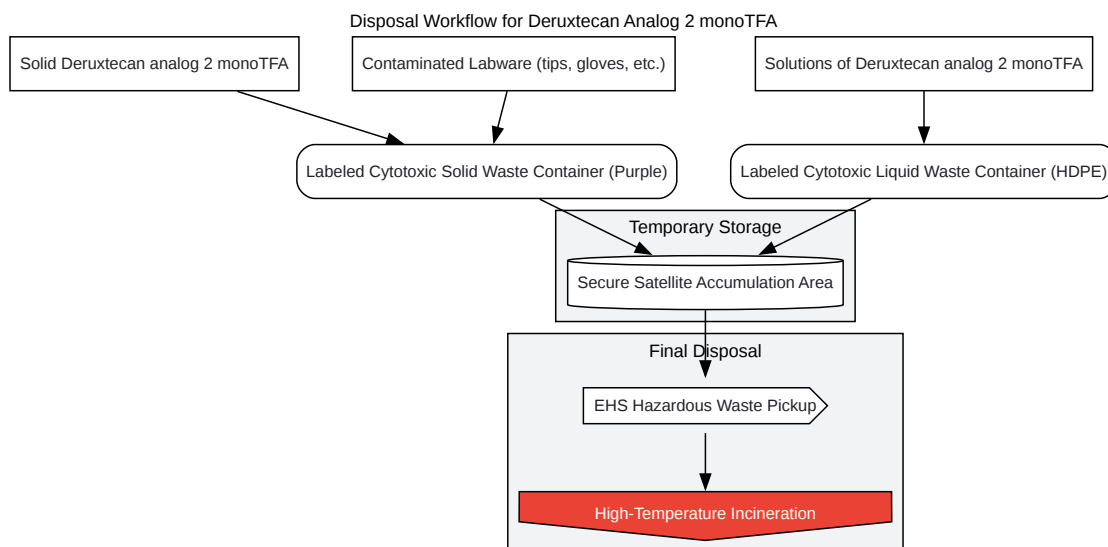 Disposal Workflow for Deruxtecan Analog 2 monoTFA
Solid Deruxtecan analog 2 monoTFA
Contaminated Labware (tips, gloves, etc.)
Solutions of Deruxtecan analog 2 monoTFA
Labeled Cytotoxic Solid Waste Container (Purple)
Labeled Cytotoxic Liquid Waste Container (HDPE)
Temporary Storage
Secure Satellite Accumulation Area
Final Disposal
EHS Hazardous Waste Pickup
High-Temperature Incineration